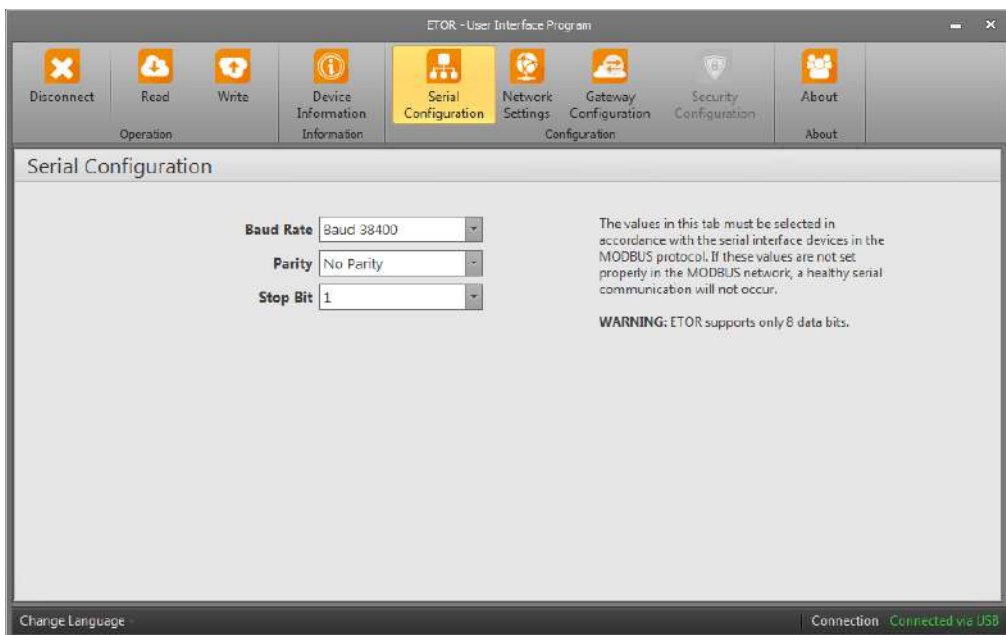 ETOR - User Interface Program
Disconnect
Read
Write
Operation
Device
Information
Information
Serial
Configuration
Network
Settings
Gateway
Configuration
Security
Configuration
Configuration
About
About
Serial Configuration
Baud Rate Baud 38400
Parity No Parity
Stop Bit 1
The values in this tab must be selected in
accordance with the serial interface devices in the
MODBUS protocol. If these values are not set
properly in the MODBUS network, a healthy serial
communication will not occur.
WARNING: ETOR supports only 8 data bits.
Change Language
Connection Connected via USB